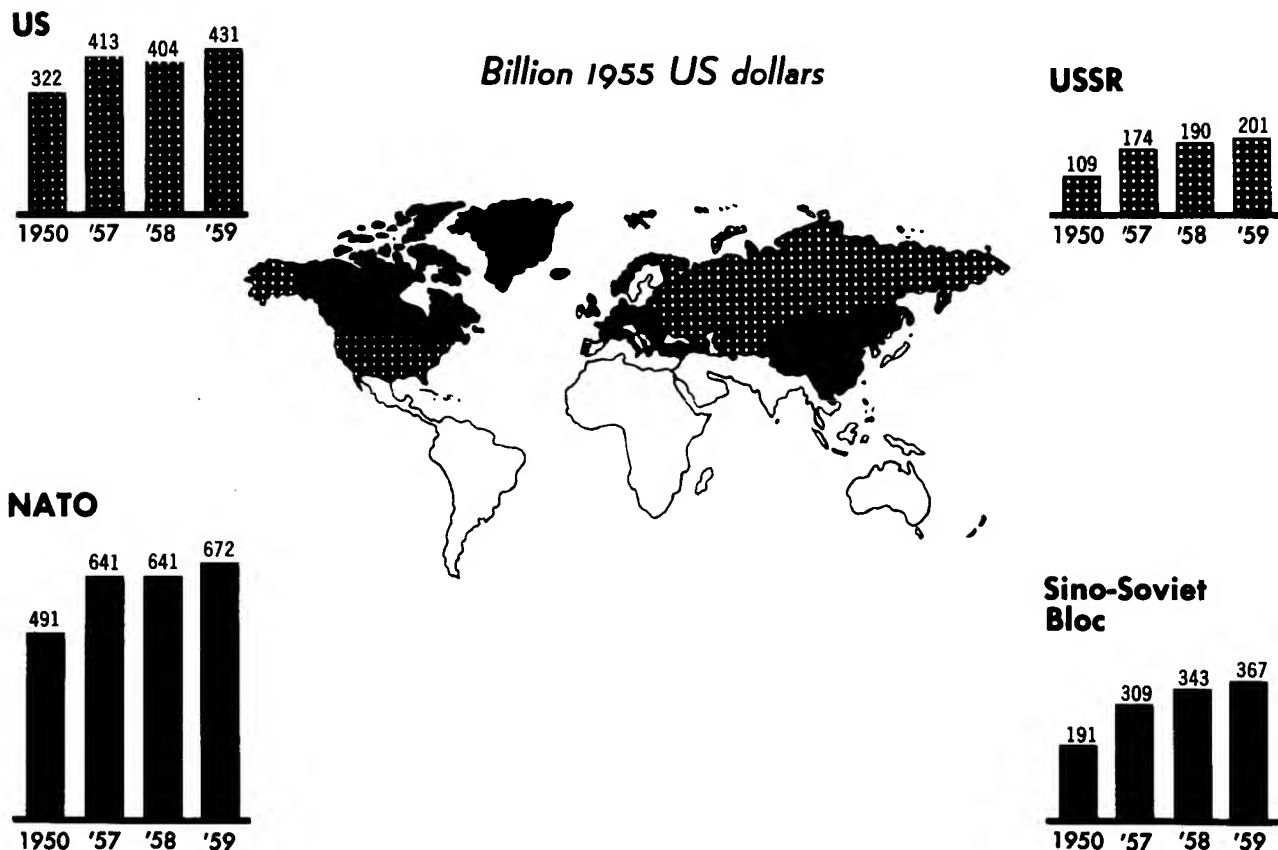 US
322 413 404 431
1950 '57 '58 '59
Billion 1955 US dollars
USSR
109 174 190 201
1950 '57 '58 '59
NATO
491 641 641 672
1950 '57 '58 '59
Sino-Soviet
Bloc
191 309 343 367
1950 '57 '58 '59